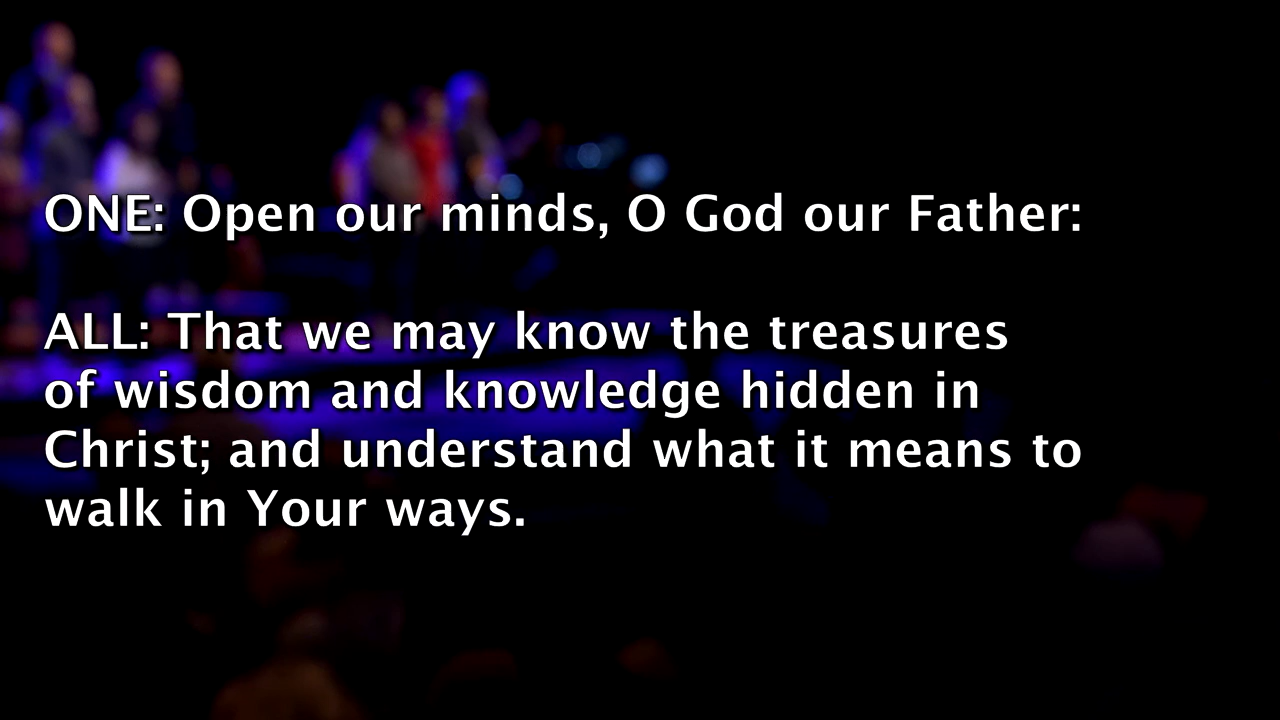 ONE: Open our minds, O God our Father:
ALL: That we may know the treasures
of wisdom and knowledge hidden in
Christ; and understand what it means to
walk in Your ways.